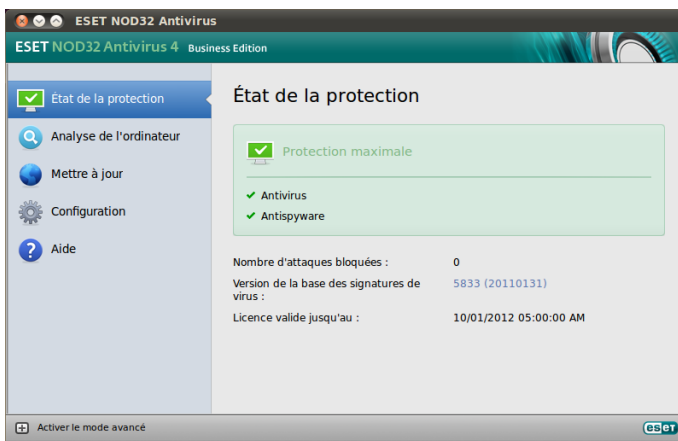 ESET NOD32 Antivirus
ESET NOD32 Antivirus 4 Business Edition
État de la protection
Analyse de l'ordinateur
Mettre à jour
Configuration
Aide
État de la protection
Protection maximale
Antivirus
Antispyware
Nombre d'attaques bloquées : 0
Version de la base des signatures de 5833 (20110131)
virus :
Licence valide jusqu'au : 10/01/2012 05:00:00 AM
Activer le mode avancé
eset